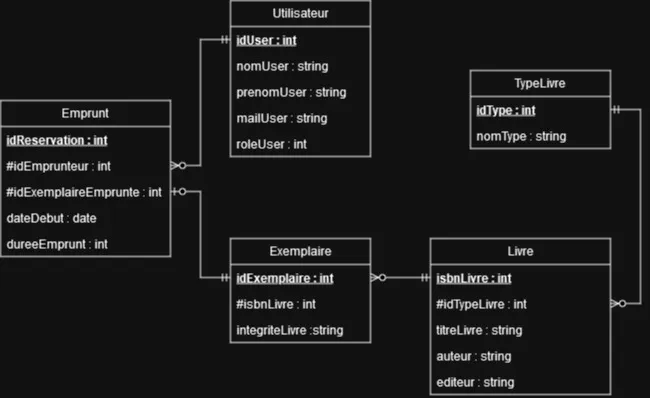 Utilisateur
idUser : int
nomUser : string
prenomUser : string
mailUser : string
roleUser : int
TypeLivre
idType : int
nomType : string
Emprunt
idReservation : int
#idEmprunteur : int
#idExemplaireEmprunte : int
dateDebut : date
dureeEmprunt : int
Exemplaire
idExemplaire : int
#isbnLivre : int
integriteLivre :string
Livre
isbnLivre : int
#idTypeLivre : int
titreLivre : string
auteur : string
editeur : string